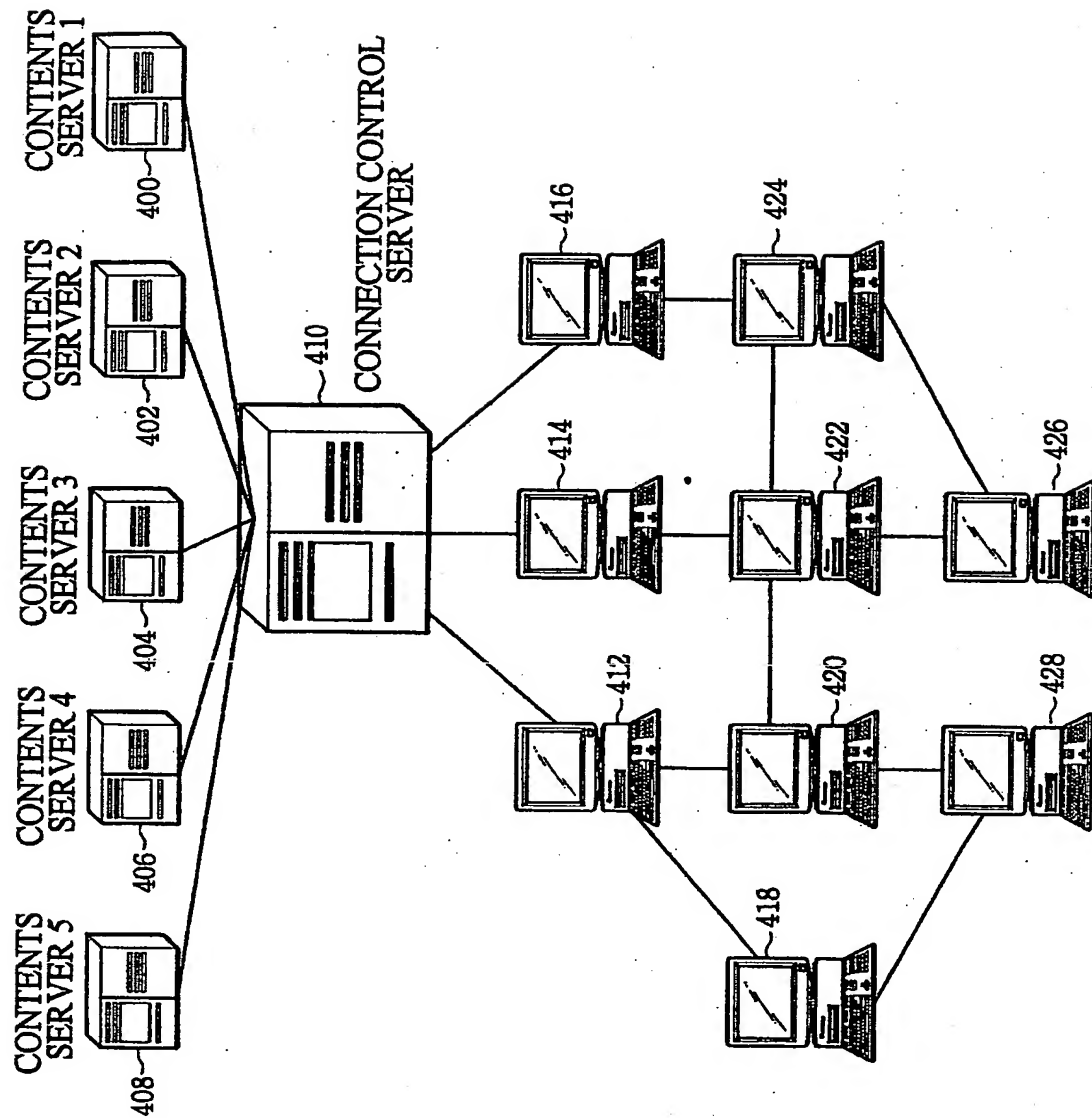 CONTENTS
SERVER 5
408
CONTENTS
SERVER 4
406
CONTENTS
SERVER 3
404
CONTENTS
SERVER 2
402
CONTENTS
SERVER 1
400
410
CONNECTION CONTROL
SERVER
412
414
416
418
420
422
424
428
426